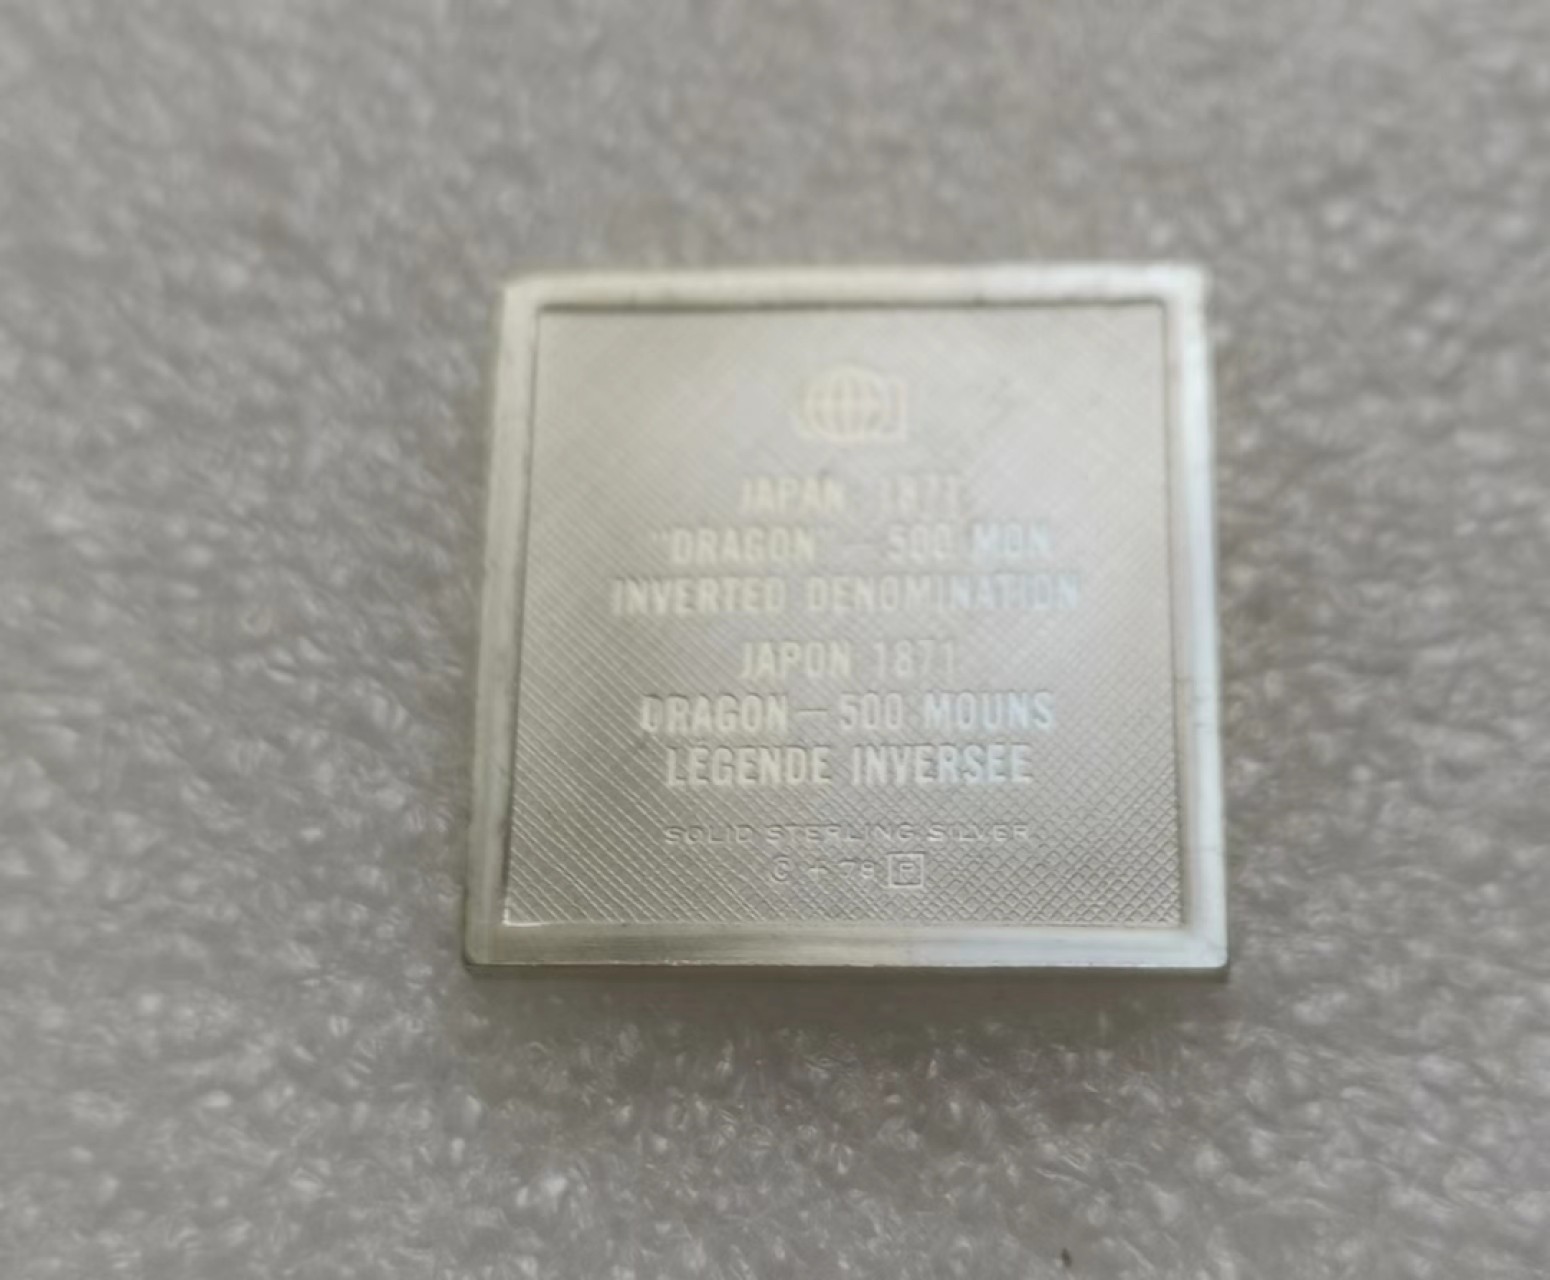 JAPAN 1871
"DRAGON" — 500 MON
INVERTED DENOMINATION
JAPON 1871
DRAGON — 500 MOUNS
LEGENDE INVERSEE
SOLID STERLING SILVER